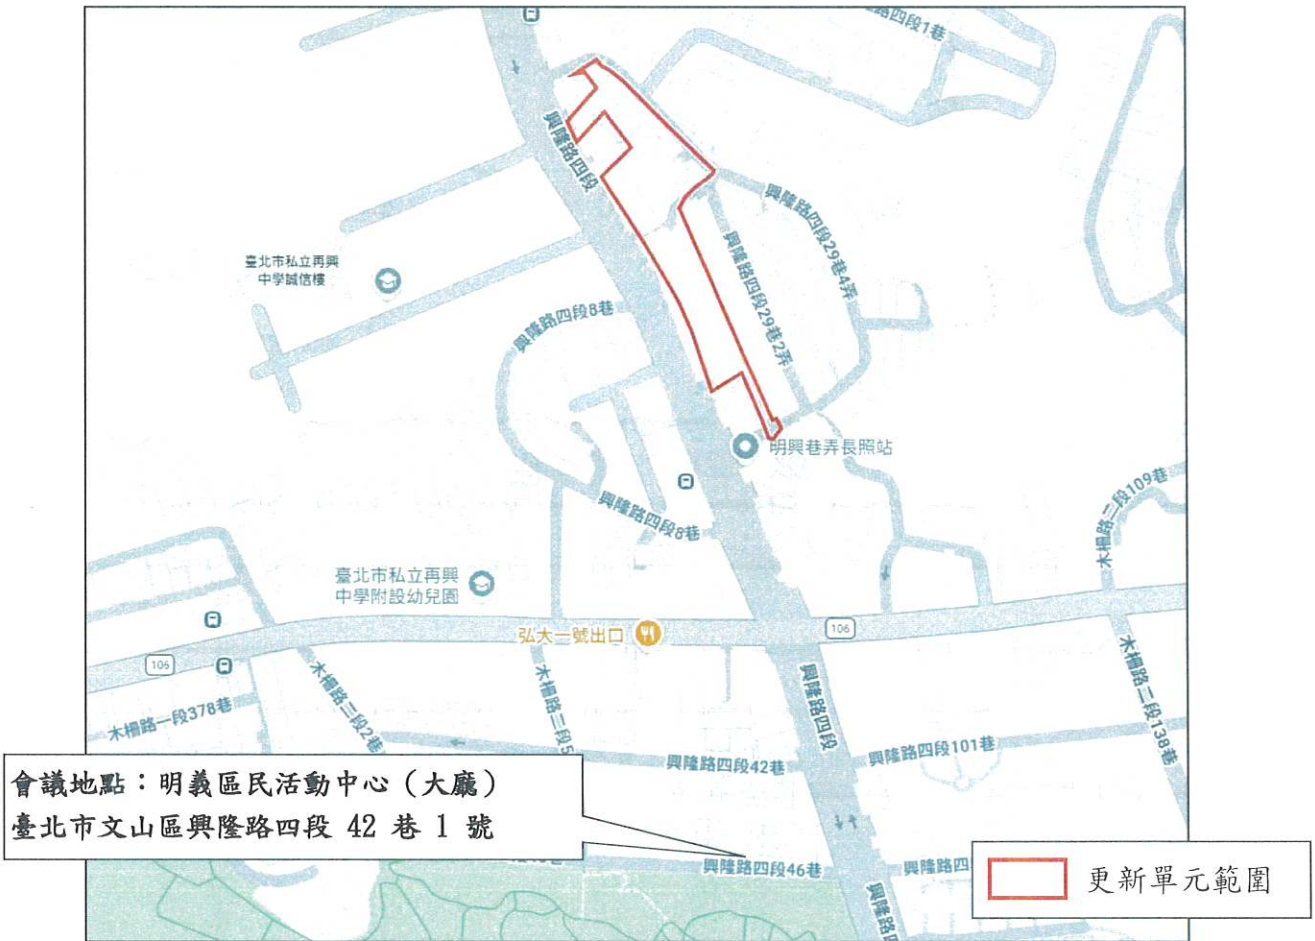 興隆路四段
臺北市私立再興
中學誠信樓
興隆路四段29巷4弄
興隆路四段29巷2弄
興隆路四段8巷
明興巷弄長照站
興隆路四段8巷
木柵路二段109巷
臺北市私立再興
中學附設幼兒園
弘大一號出口
106
106
木柵路一段378巷
木柵路二段2巷
木柵路二段5
興隆路四段
木柵路二段138巷
興隆路四段42巷
興隆路四段101巷
會議地點：明義區民活動中心（大廳）
臺北市文山區興隆路四段 42 巷 1 號
興隆路四段46巷
興隆路四
興隆路四
更新單元範圍